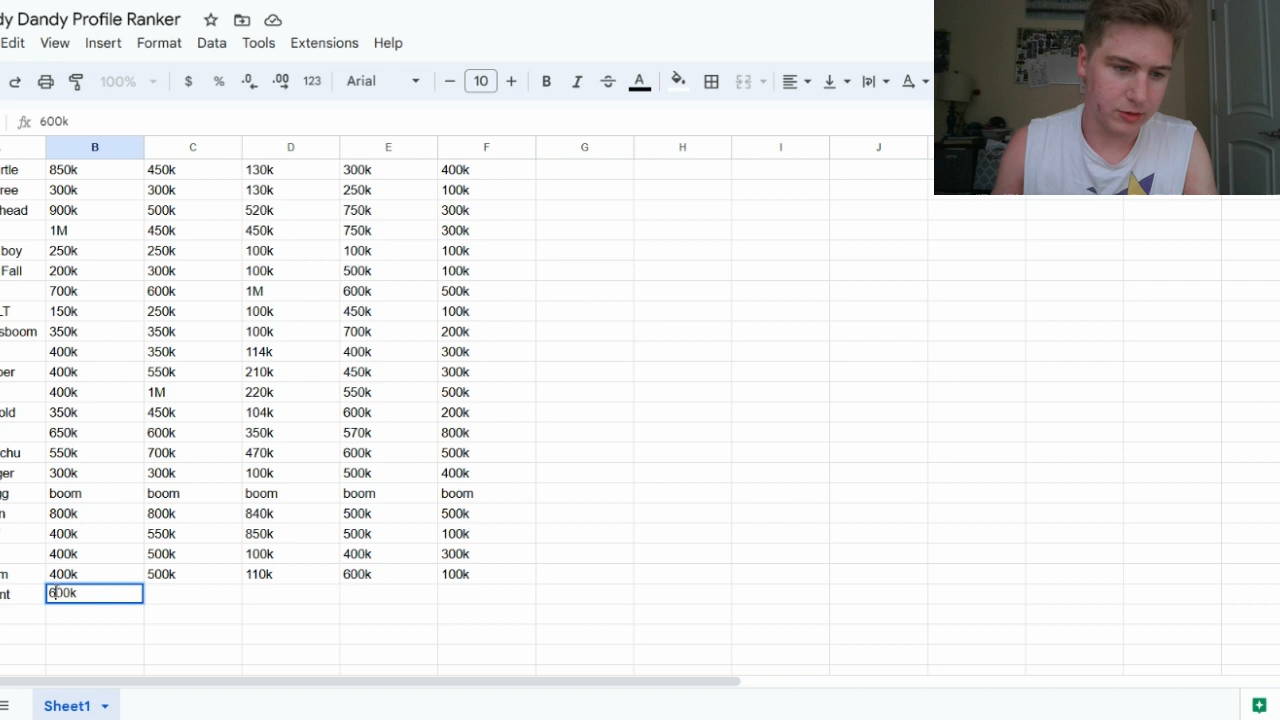 dy Dandy Profile Ranker
Edit View Insert Format Data Tools Extensions Help
100% $ % .0 .00 123 Arial − 10 + B I A
fx 600k
B C D E F G H I J
rtle 850k 450k 130k 300k 400k
ree 300k 300k 130k 250k 100k
head 900k 500k 520k 750k 300k
1M 450k 450k 750k 300k
boy 250k 250k 100k 100k 100k
Fall 200k 300k 100k 500k 100k
700k 600k 1M 600k 500k
LT 150k 250k 100k 450k 100k
sboom 350k 350k 100k 700k 200k
400k 350k 114k 400k 300k
per 400k 550k 210k 450k 300k
400k 1M 220k 550k 500k
old 350k 450k 104k 600k 200k
650k 600k 350k 570k 800k
chu 550k 700k 470k 600k 500k
ger 300k 300k 100k 500k 400k
gg boom boom boom boom boom
n 800k 800k 840k 500k 500k
400k 550k 850k 500k 100k
400k 500k 100k 400k 300k
m 400k 500k 110k 600k 100k
nt 600k
Sheet1